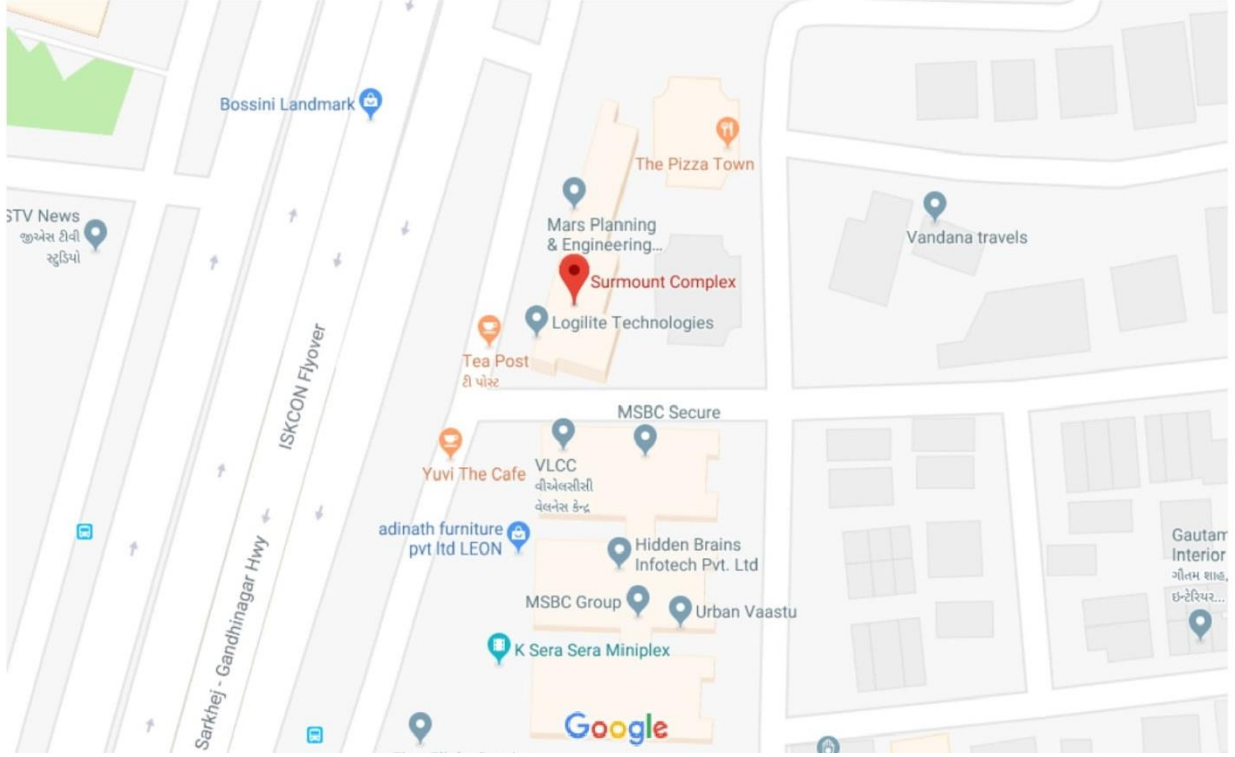 Bossini Landmark
The Pizza Town
STV News
જીએસ ટીવી
સ્ટુડિયો
Mars Planning
& Engineering...
Vandana travels
Surmount Complex
Logilite Technologies
Tea Post
ટી પોસ્ટ
ISKCON Flyover
MSBC Secure
Yuvi The Cafe
VLCC
વીએલસીસી
વેલનેસ કેન્દ્ર
adinath furniture
pvt ltd LEON
Hidden Brains
Infotech Pvt. Ltd
Gautam
Interior
ગૌતમ શાહ,
ઇન્ટેરિયર...
MSBC Group
Urban Vaastu
K Sera Sera Miniplex
Sarkhej - Gandhinagar Hwy
Google